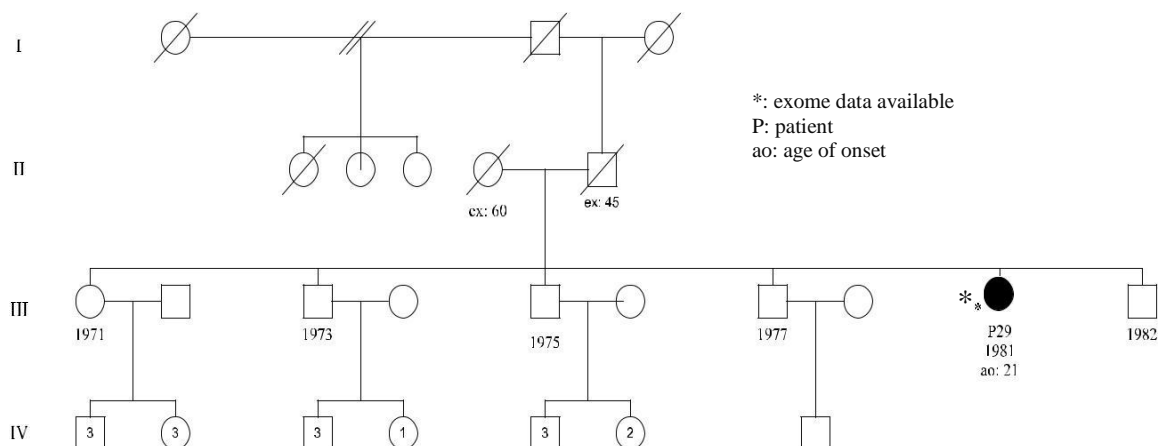 I
*: exome data available
P: patient
ao: age of onset
II
ex: 60
ex: 45
III
1971
1973
1975
1977
**
P29
1981
ao: 21
1982
IV
3 3 3 1 3 2